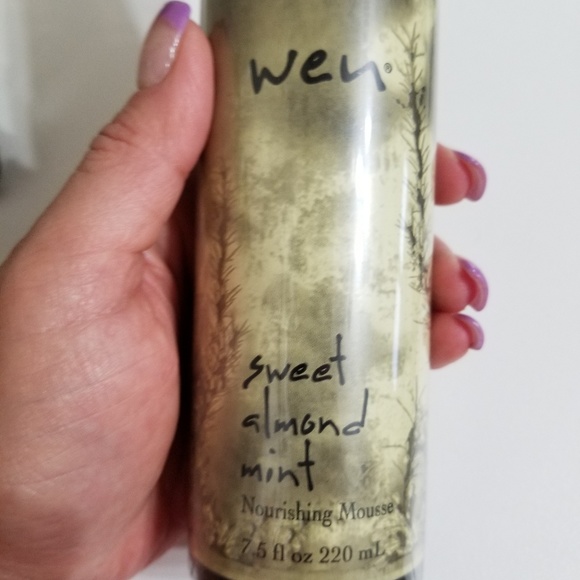 wen®
sweet
almond
mint
Nourishing Mousse
7.5 fl oz 220 mL